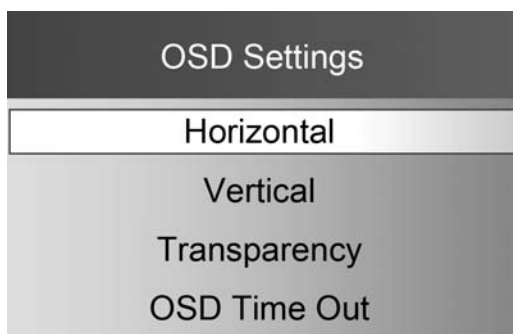 OSD Settings
Horizontal
Vertical
Transparency
OSD Time Out